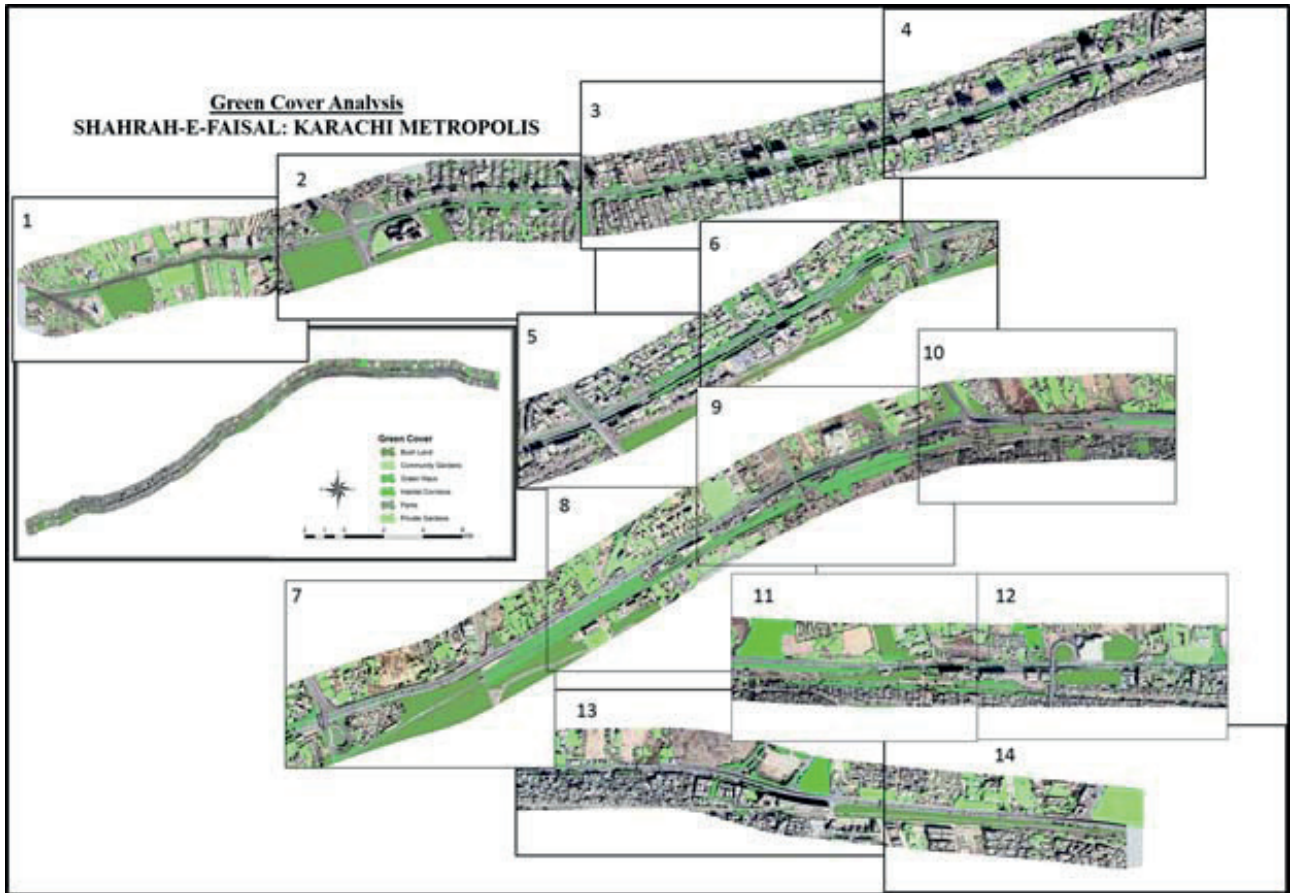 Green Cover Analysis
SHAHRAH-E-FAISAL: KARACHI METROPOLIS
1
2
3
4
5
6
7
8
9
10
11
12
13
14
Green Cover
Bush Land
Community Gardens
Green Ways
Habitat Corridors
Parks
Private Gardens